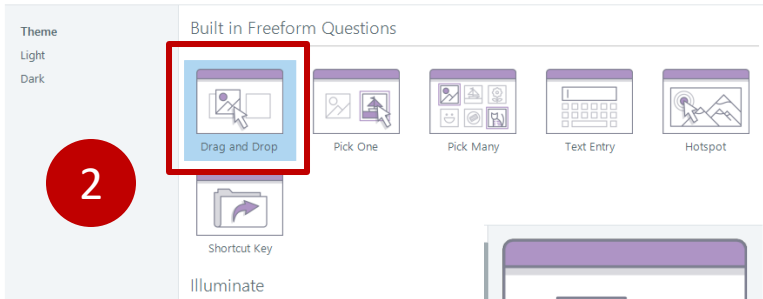 Theme
Light
Dark
2
Built in Freeform Questions
Drag and Drop
Pick One
Pick Many
Text Entry
Hotspot
Shortcut Key
Illuminate